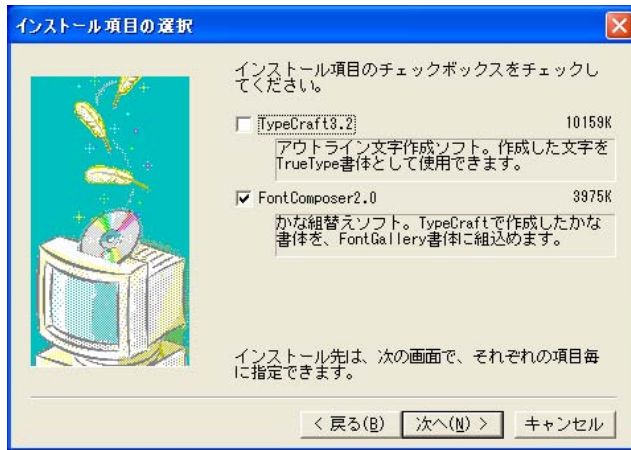 インストール項目の選択
インストール項目のチェックボックスをチェックし
てください。
TypeCraft3.2 10159K
アウトライン文字作成ソフト。作成した文字を
TrueType書体として使用できます。
FontComposer2.0 3975K
かな組替えソフト。TypeCraftで作成したかな
書体を、FontGallery書体に組込めます。
インストール先は、次の画面で、それぞれの項目毎
に指定できます。
< 戻る(B) 次へ(N) > キャンセル